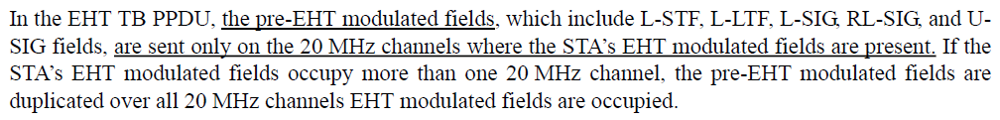 In the EHT TB PPDU, the pre-EHT modulated fields, which include L-STF, L-LTF, L-SIG, RL-SIG, and U-
SIG fields, are sent only on the 20 MHz channels where the STA’s EHT modulated fields are present. If the
STA’s EHT modulated fields occupy more than one 20 MHz channel, the pre-EHT modulated fields are
duplicated over all 20 MHz channels EHT modulated fields are occupied.